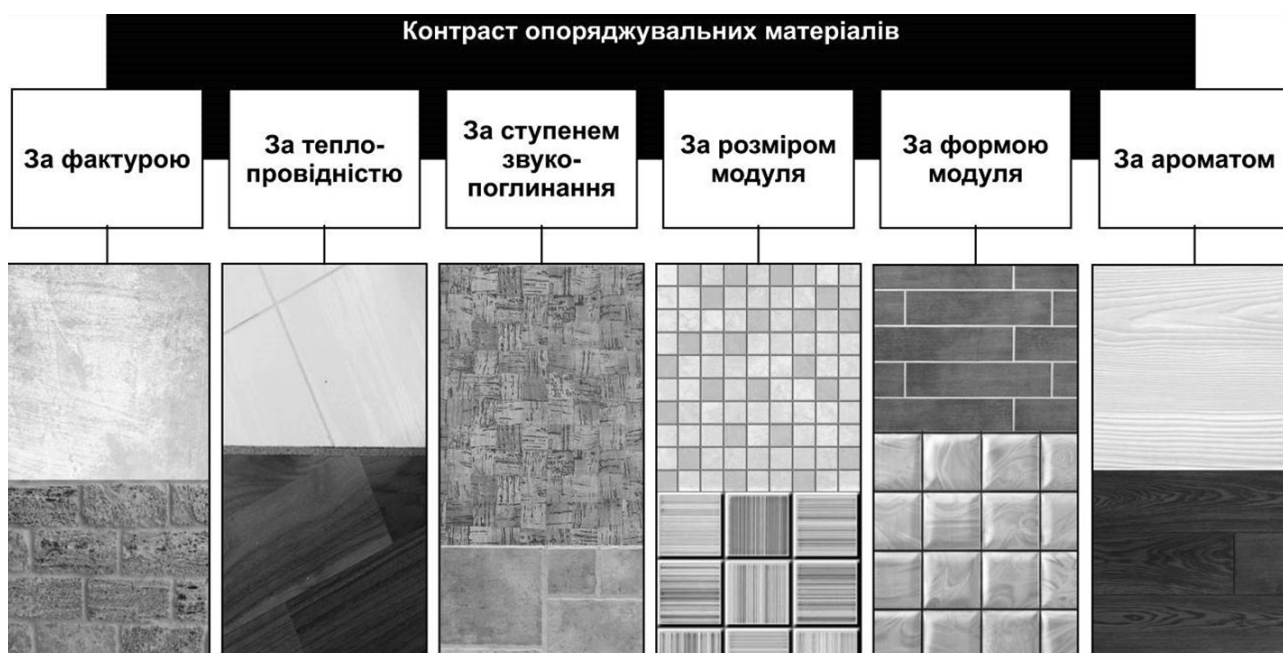 Контраст опоряджувальних матеріалів
За фактурою
За тепло-
провідністю
За ступенем
звуко-
поглинання
За розміром
модуля
За формою
модуля
За ароматом